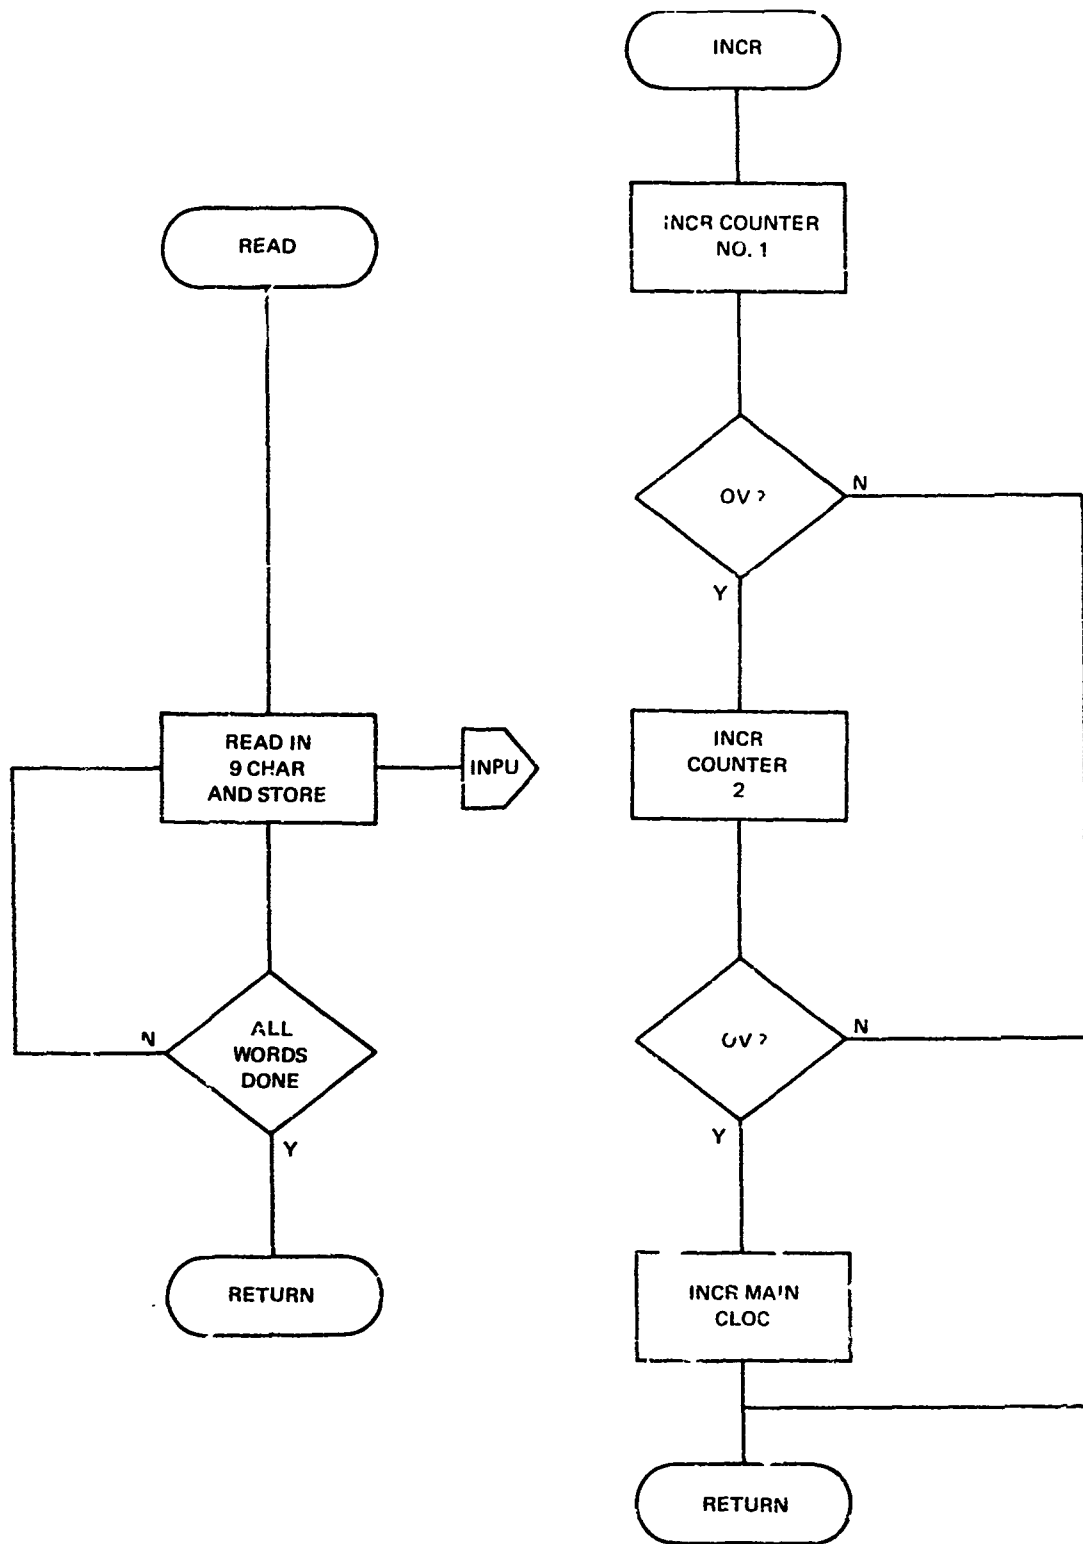 READ
READ IN
9 CHAR
AND STORE
INPU
N
ALL
WORDS
DONE
Y
RETURN
INCR
INCR COUNTER
NO. 1
OV ?
N
Y
INCR
COUNTER
2
OV ?
N
Y
INCR MAIN
CLOC
RETURN